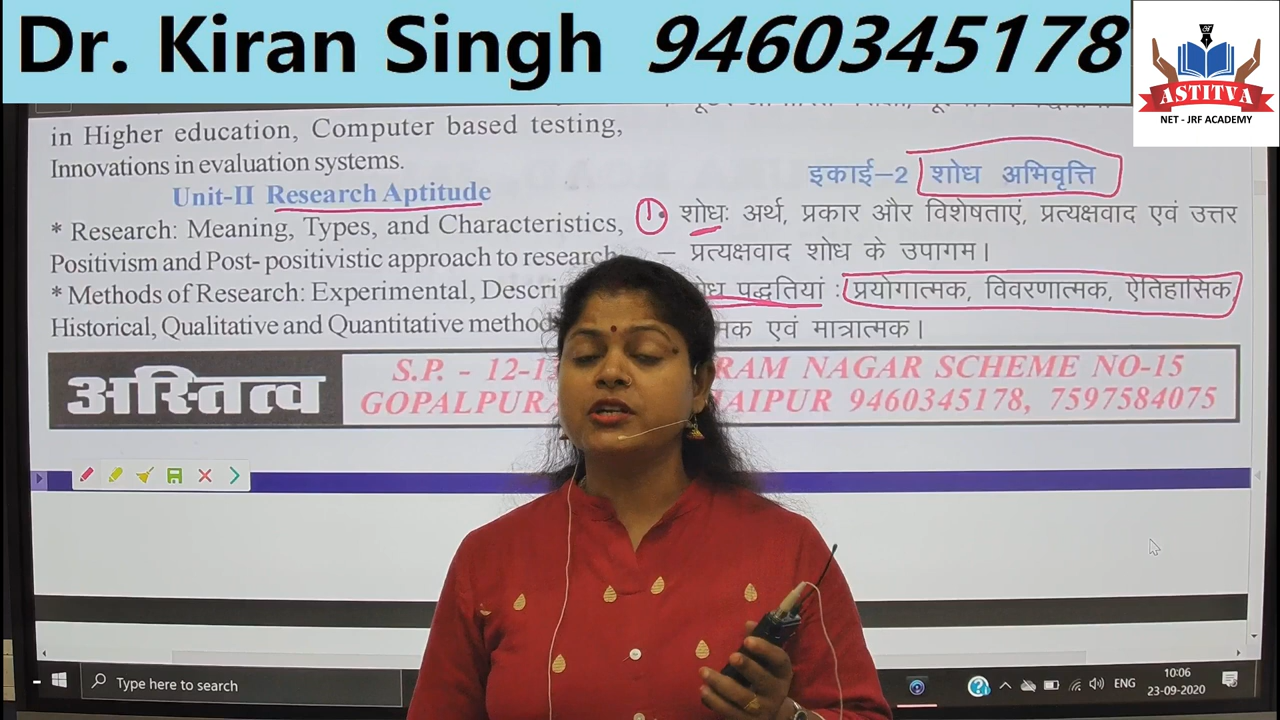 Dr. Kiran Singh 9460345178
ASTITVA
NET - JRF ACADEMY
in Higher education, Computer based testing,
Innovations in evaluation systems.
Unit-II Research Aptitude
* Research: Meaning, Types, and Characteristics,
Positivism and Post- positivistic approach to research
* Methods of Research: Experimental, Descrip
Historical, Qualitative and Quantitative method
इकाई–2 शोध अभिवृत्ति
1. शोधः अर्थ, प्रकार और विशेषताएं, प्रत्यक्षवाद एवं उत्तर
– प्रत्यक्षवाद शोध के उपागम।
पद्धतियां : प्रयोगात्मक, विवरणात्मक, ऐतिहासिक,
एवं मात्रात्मक।
अस्तित्व
S.P. - 12-1 RAM NAGAR SCHEME NO-15
GOPALPURA JAIPUR 9460345178, 7597584075
Type here to search
ENG
10:06
23-09-2020